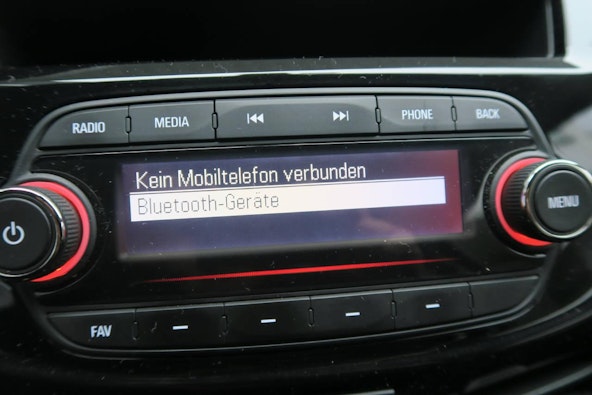 RADIO MEDIA PHONE BACK
Kein Mobiltelefon verbunden
Bluetooth-Geräte
MENU
FAV